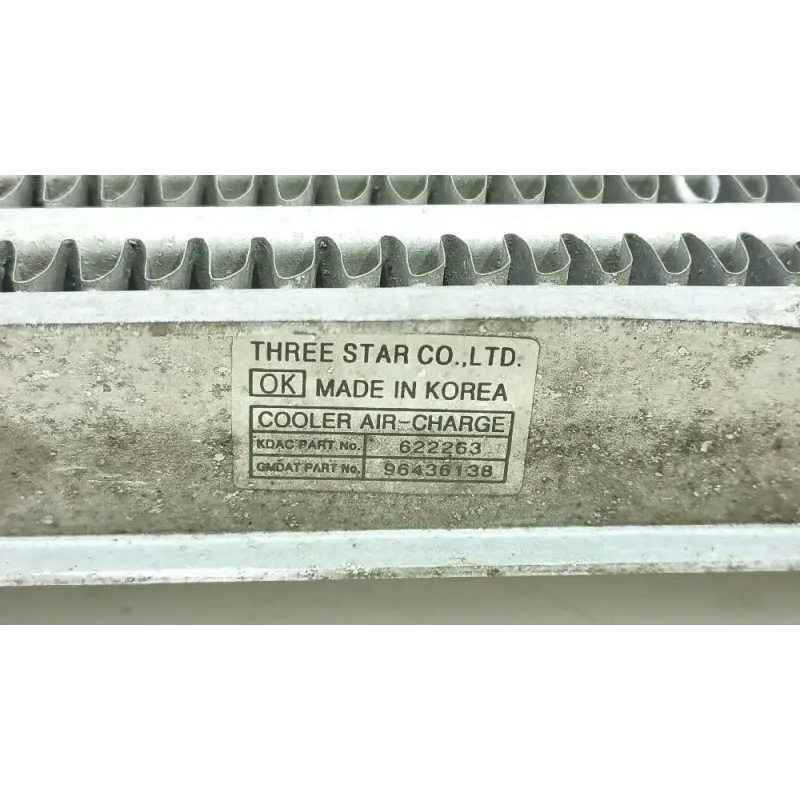 THREE STAR CO.,LTD.
OK MADE IN KOREA
COOLER AIR-CHARGE
KDAC PART No. 622263
GMDAT PART No. 96436138